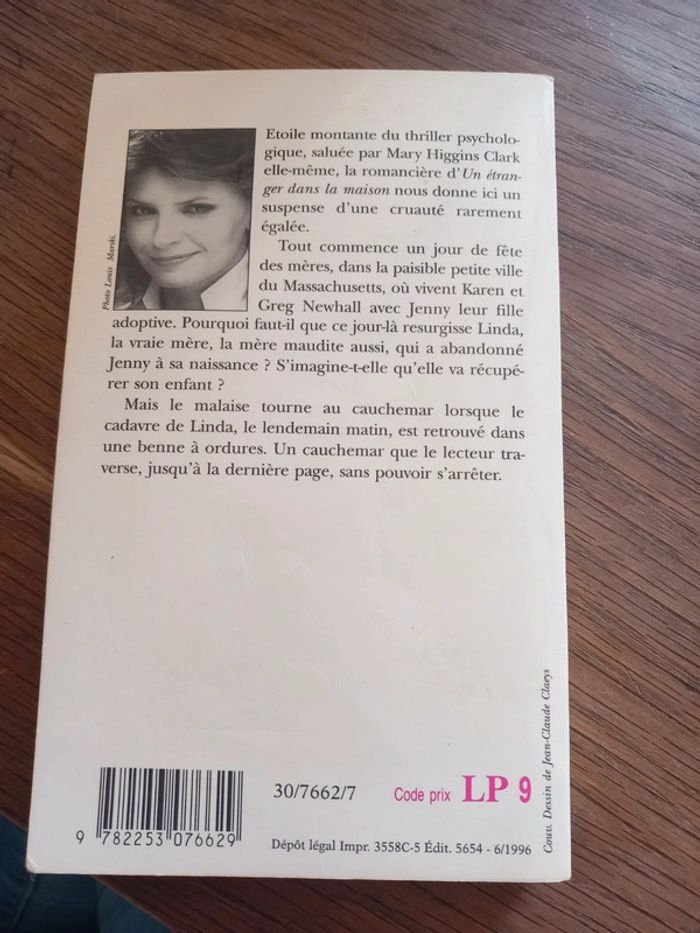 Etoile montante du thriller psycholo-
gique, saluée par Mary Higgins Clark
elle-même, la romancière d'Un étran-
ger dans la maison nous donne ici un
suspense d'une cruauté rarement
égalée.
Tout commence un jour de fête
des mères, dans la paisible petite ville
du Massachusetts, où vivent Karen et
Greg Newhall avec Jenny leur fille
adoptive. Pourquoi faut-il que ce jour-là resurgisse Linda,
la vraie mère, la mère maudite aussi, qui a abandonné
Jenny à sa naissance ? S'imagine-t-elle qu'elle va récupé-
rer son enfant ?
Mais le malaise tourne au cauchemar lorsque le
cadavre de Linda, le lendemain matin, est retrouvé dans
une benne à ordures. Un cauchemar que le lecteur tra-
verse, jusqu'à la dernière page, sans pouvoir s'arrêter.
Photo Louis Marski.
Couv. Dessin de Jean-Claude Claeys
30/7662/7
Code prix LP 9
9 782253 076629
Dépôt légal Impr. 3558C-5 Édit. 5654 - 6/1996